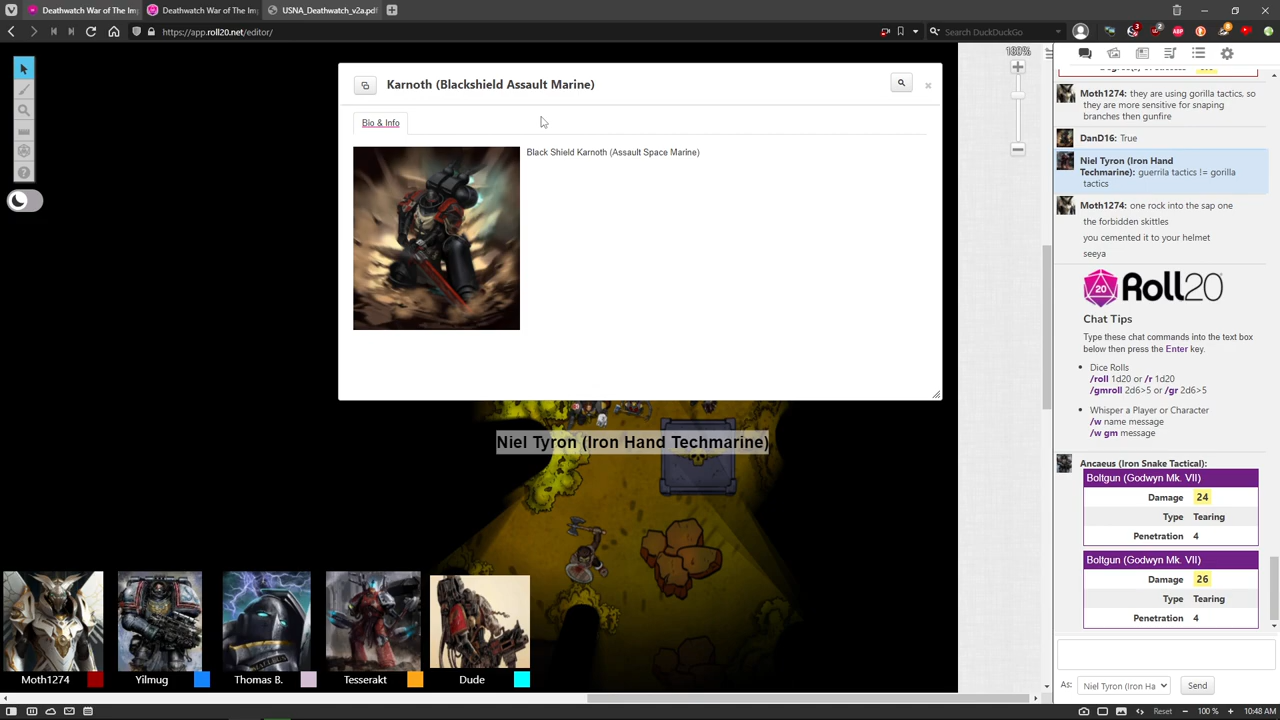 Deatchwatch War of The Im
Deatchwatch War of The Im
USNA_Deathwatch_v2a.pdf
https://app.roll20.net/editor/
Search DuckDuckGo
180%
Karnoth (Blackshield Assault Marine)
Bio & Info
Black Shield Karnoth (Assault Space Marine)
Niel Tyron (Iron Hand Techmarine)
Moth1274
Yilmug
Thomas B.
Tesserakt
Dude
Moth1274: they are using gorilla tactics, so
they are more sensitive for snaping
branches then gunfire
DanD16: True
Niel Tyron (Iron Hand
Techmarine): guerrila tactics != gorilla
tactics
Moth1274: one rock into the sap one
the forbidden skittles
you cemented it to your helmet
seeya
20 Roll20
Chat Tips
Type these chat commands into the text box
below then press the Enter key.
Dice Rolls
/roll 1d20 or /r 1d20
/gmroll 2d6>5 or /gr 2d6>5
Whisper a Player or Character
/w name message
/w gm message
Ancaeus (Iron Snake Tactical):
Boltgun (Godwyn Mk. VII)
Damage 24
Type Tearing
Penetration 4
Boltgun (Godwyn Mk. VII)
Damage 26
Type Tearing
Penetration 4
As: Niel Tyron (Iron Ha Send
Reset 100 % 10:48 AM